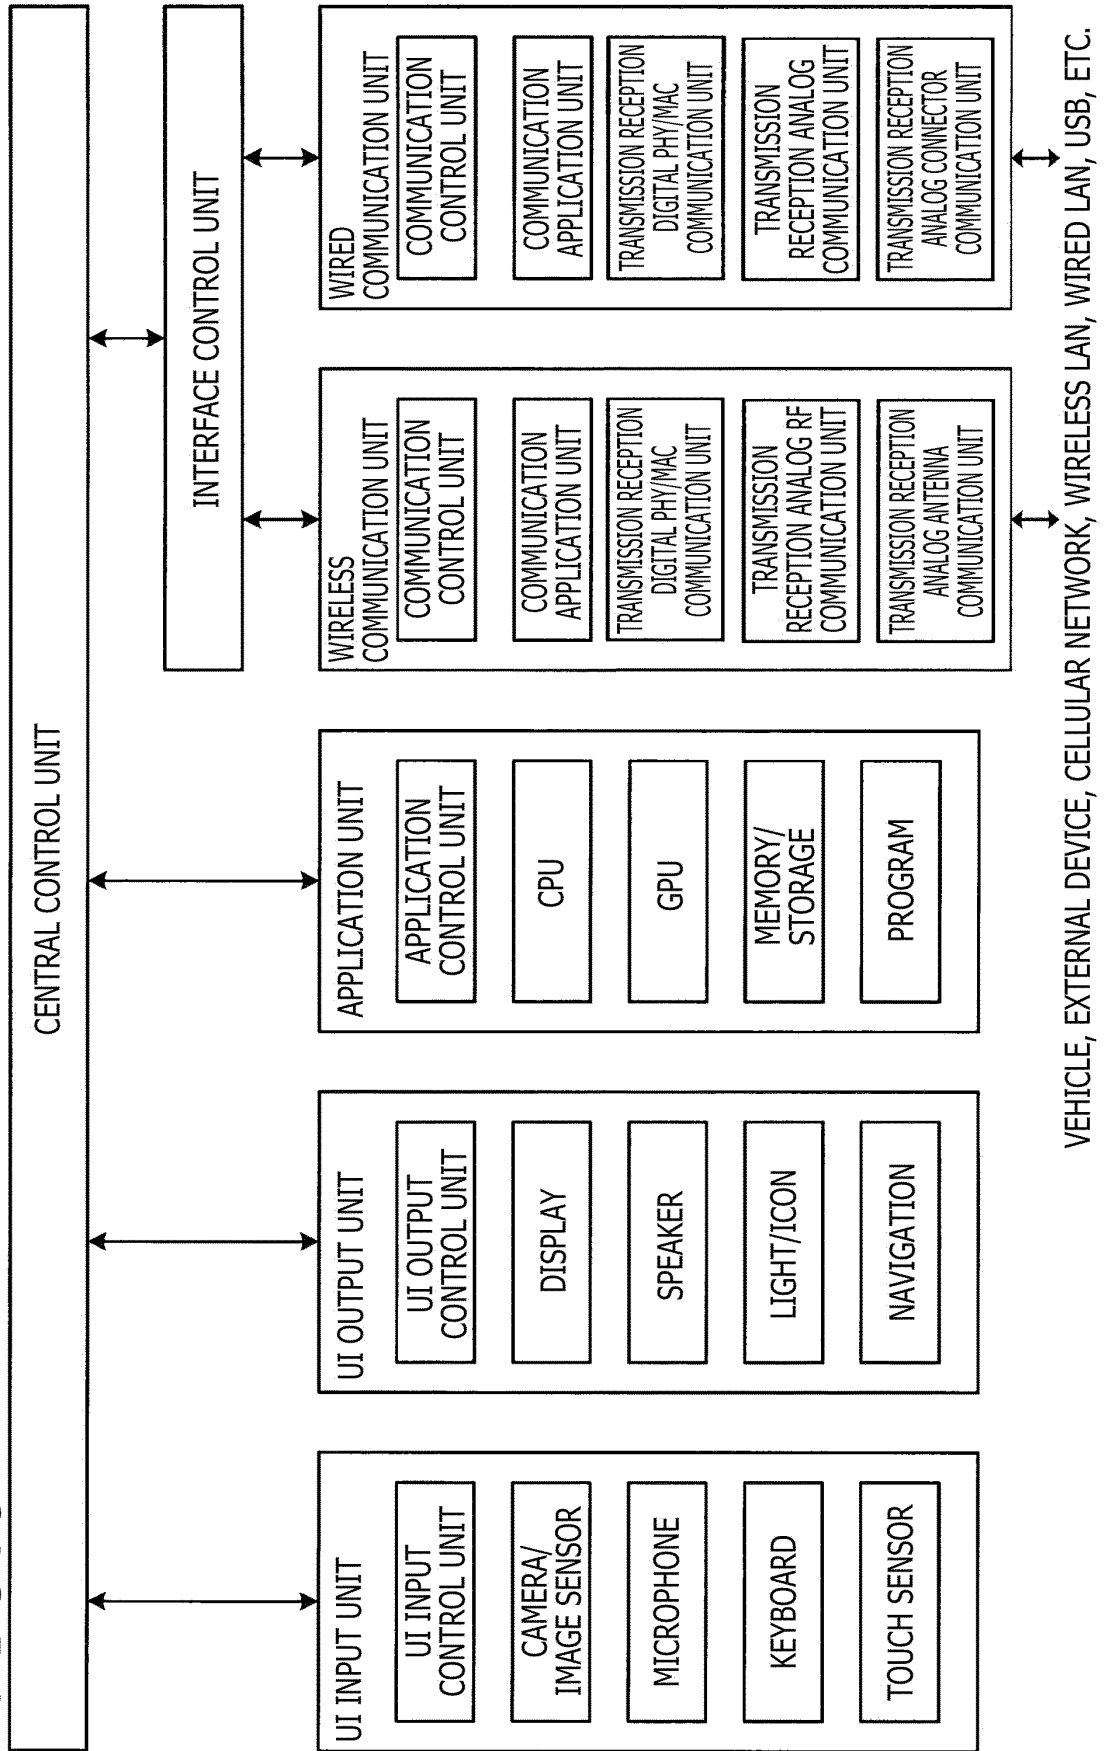 CENTRAL CONTROL UNIT
INTERFACE CONTROL UNIT
UI INPUT UNIT
UI INPUT
CONTROL UNIT
CAMERA/
IMAGE SENSOR
MICROPHONE
KEYBOARD
TOUCH SENSOR
UI OUTPUT UNIT
UI OUTPUT
CONTROL UNIT
DISPLAY
SPEAKER
LIGHT/ICON
NAVIGATION
APPLICATION UNIT
APPLICATION
CONTROL UNIT
CPU
GPU
MEMORY/
STORAGE
PROGRAM
WIRELESS
COMMUNICATION UNIT
COMMUNICATION
CONTROL UNIT
COMMUNICATION
APPLICATION UNIT
TRANSMISSION RECEPTION
DIGITAL PHY/MAC
COMMUNICATION UNIT
TRANSMISSION
RECEPTION ANALOG RF
COMMUNICATION UNIT
TRANSMISSION RECEPTION
ANALOG ANTENNA
COMMUNICATION UNIT
WIRED
COMMUNICATION UNIT
COMMUNICATION
CONTROL UNIT
COMMUNICATION
APPLICATION UNIT
TRANSMISSION RECEPTION
DIGITAL PHY/MAC
COMMUNICATION UNIT
TRANSMISSION
RECEPTION ANALOG
COMMUNICATION UNIT
TRANSMISSION RECEPTION
ANALOG CONNECTOR
COMMUNICATION UNIT
VEHICLE, EXTERNAL DEVICE, CELLULAR NETWORK, WIRELESS LAN, WIRED LAN, USB, ETC.